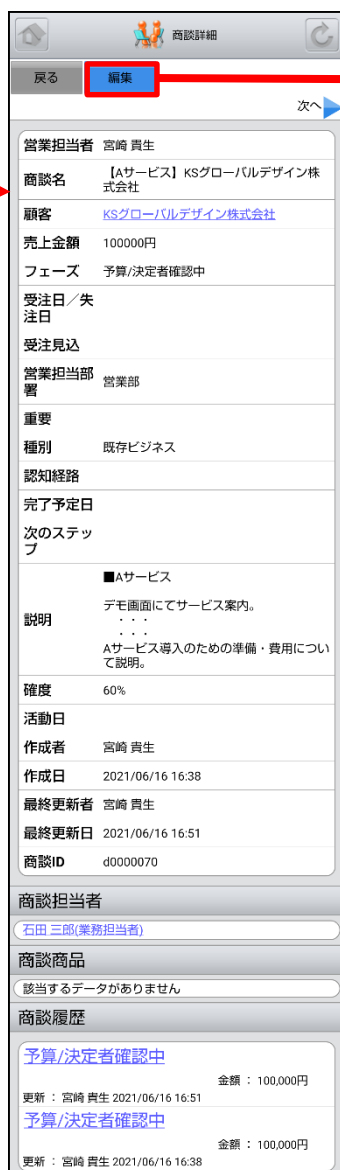 商談詳細
戻る 編集
次へ
営業担当者 宮崎 貴生
商談名 【Aサービス】KSグローバルデザイン株
式会社
顧客 KSグローバルデザイン株式会社
売上金額 100000円
フェーズ 予算/決定者確認中
受注日／失
注日
受注見込
営業担当部
署 営業部
重要
種別 既存ビジネス
認知経路
完了予定日
次のステッ
プ
説明
■Aサービス
デモ画面にてサービス案内。
・・・
・・・
Aサービス導入のための準備・費用につい
て説明。
確度 60%
活動日
作成者 宮崎 貴生
作成日 2021/06/16 16:38
最終更新者 宮崎 貴生
最終更新日 2021/06/16 16:51
商談ID d0000070
商談担当者
石田 三郎(業務担当者)
商談商品
該当するデータがありません
商談履歴
予算/決定者確認中
金額 ： 100,000円
更新 ： 宮崎 貴生 2021/06/16 16:51
予算/決定者確認中
金額 ： 100,000円
更新 ： 宮崎 貴生 2021/06/16 16:38